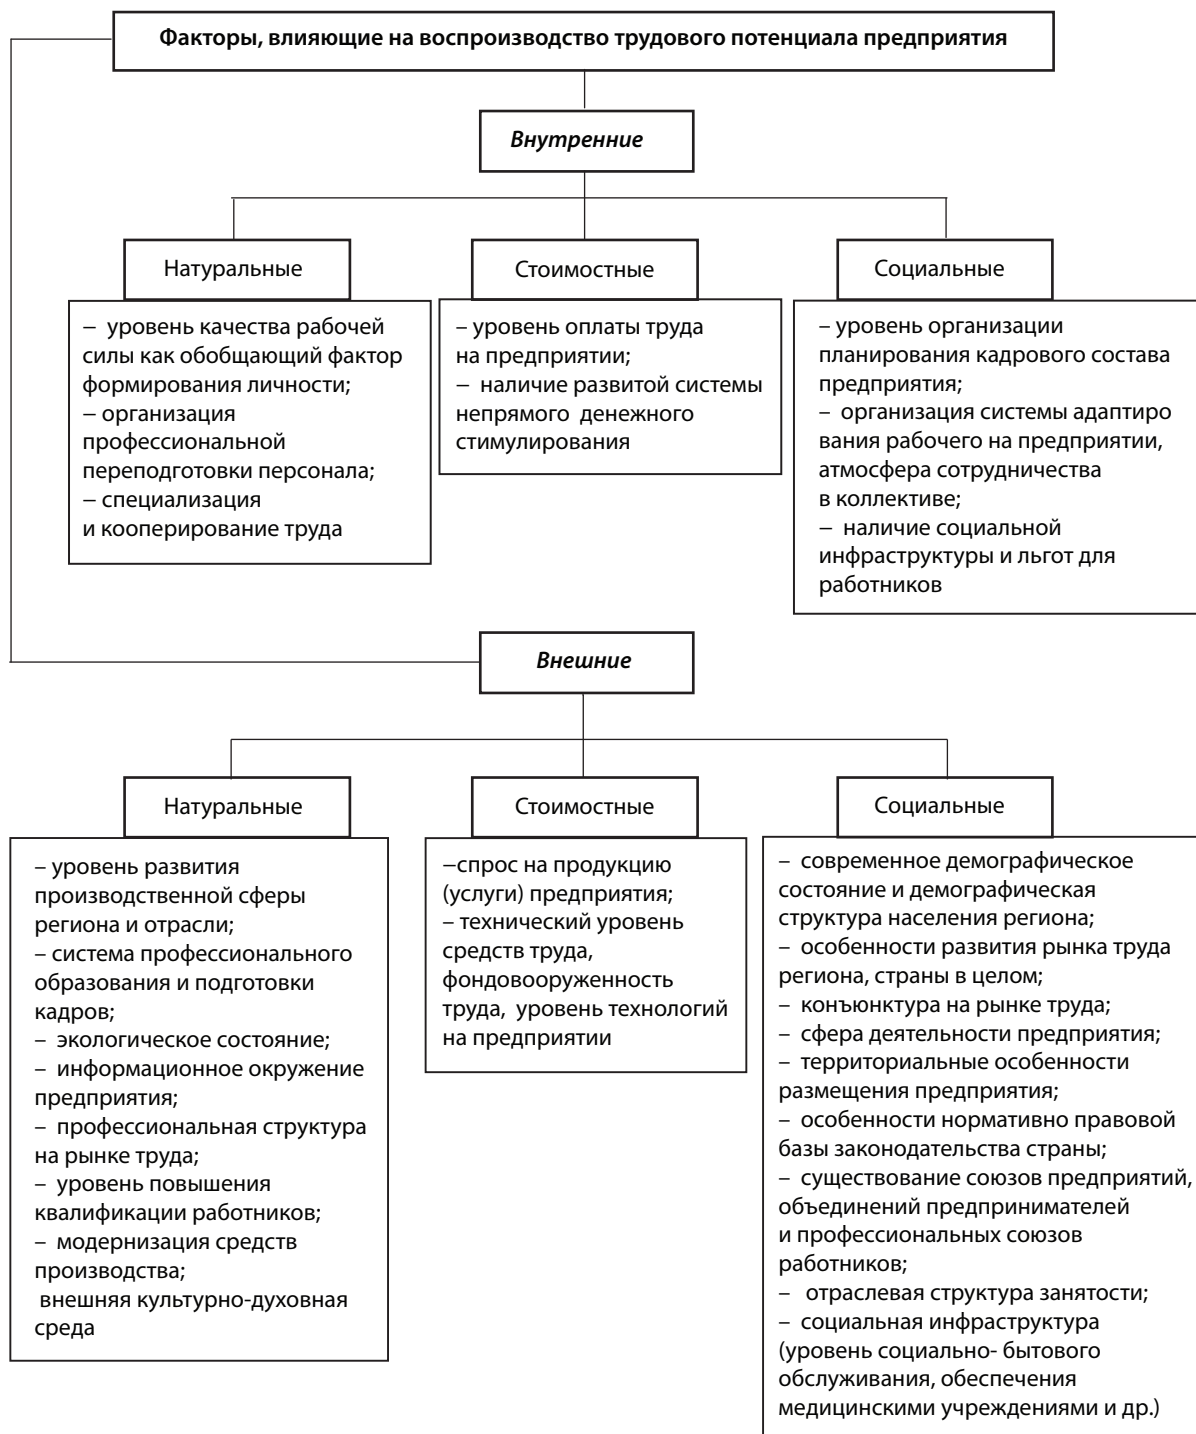 Факторы, влияющие на воспроизводство трудового потенциала предприятия
Внутренние
Натуральные
– уровень качества рабочей
силы как обобщающий фактор
формирования личности;
– организация
профессиональной
переподготовки персонала;
– специализация
и кооперирование труда
Стоимостные
– уровень оплаты труда
на предприятии;
– наличие развитой системы
непрямого денежного
стимулирования
Социальные
– уровень организации
планирования кадрового состава
предприятия;
– организация системы адаптиро
вания рабочего на предприятии,
атмосфера сотрудничества
в коллективе;
– наличие социальной
инфраструктуры и льгот для
работников
Внешние
Натуральные
– уровень развития
производственной сферы
региона и отрасли;
– система профессионального
образования и подготовки
кадров;
– экологическое состояние;
– информационное окружение
предприятия;
– профессиональная структура
на рынке труда;
– уровень повышения
квалификации работников;
– модернизация средств
производства;
внешняя культурно-духовная
среда
Стоимостные
–спрос на продукцию
(услуги) предприятия;
– технический уровень
средств труда,
фондовооруженность
труда, уровень технологий
на предприятии
Социальные
– современное демографическое
состояние и демографическая
структура населения региона;
– особенности развития рынка труда
региона, страны в целом;
– конъюнктура на рынке труда;
– сфера деятельности предприятия;
– территориальные особенности
размещения предприятия;
– особенности нормативно правовой
базы законодательства страны;
– существование союзов предприятий,
объединений предпринимателей
и профессиональных союзов
работников;
– отраслевая структура занятости;
– социальная инфраструктура
(уровень социально- бытового
обслуживания, обеспечения
медицинскими учреждениями и др.)